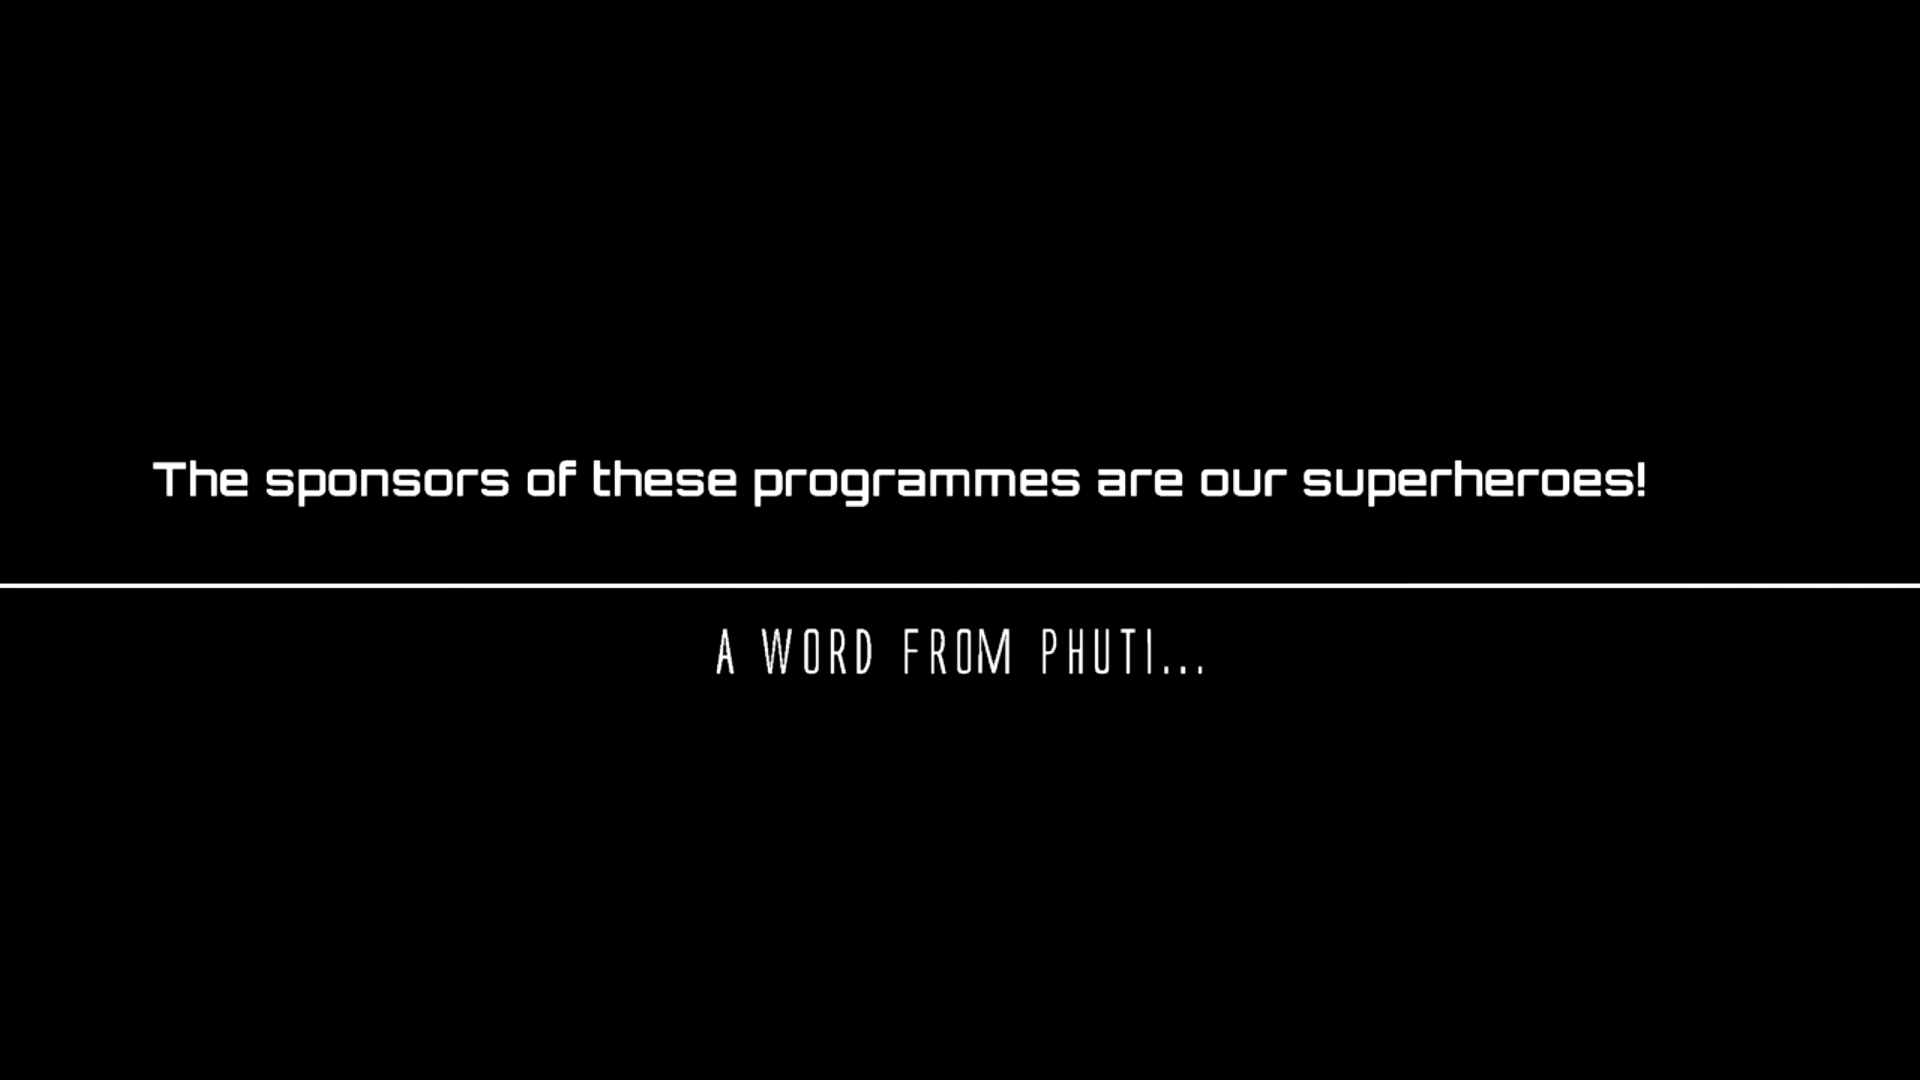 The sponsors of these programmes are our superheroes!
A WORD FROM PHUTI...